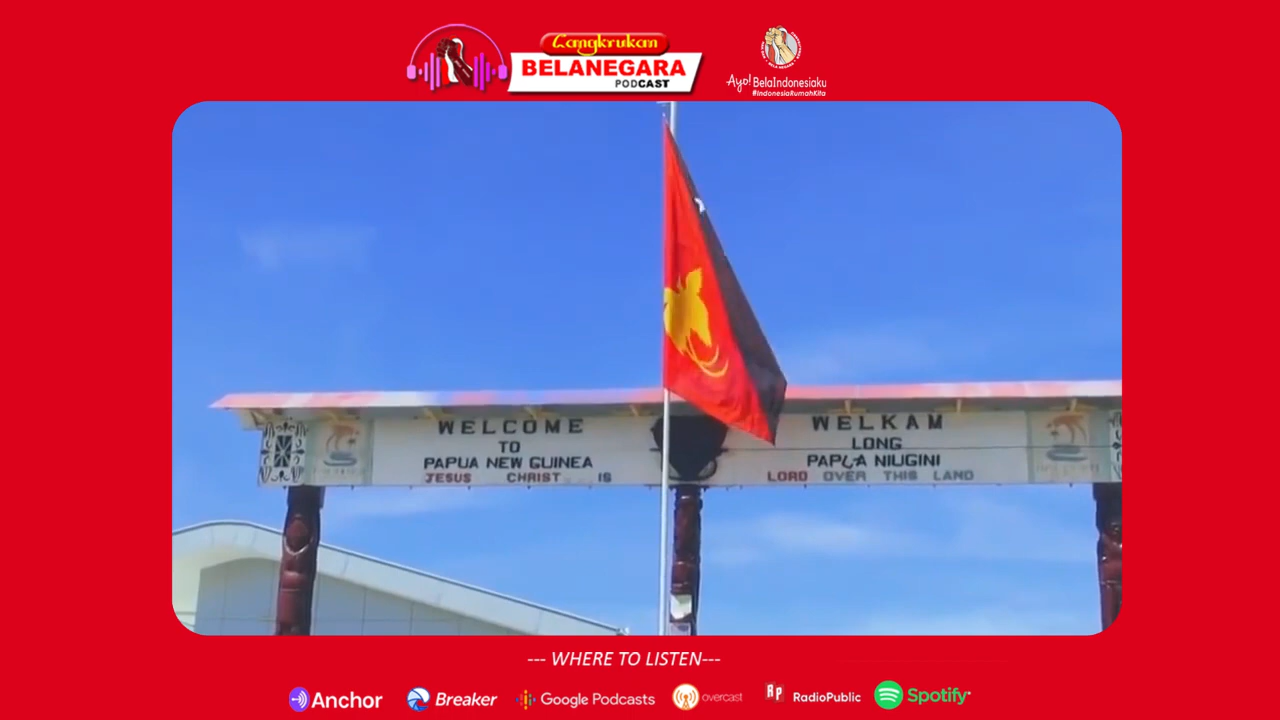 Cangkrukan
BELANEGARA
PODCAST
Ayo! BelaIndonesiaku
#IndonesiaRumahKita
WELCOME
TO
PAPUA NEW GUINEA
JESUS CHRIST IS
WELKAM
LONG
PAPUA NIUGINI
LORD OVER THIS LAND
--- WHERE TO LISTEN---
Anchor
Breaker
Google Podcasts
overcast
RP RadioPublic
Spotify